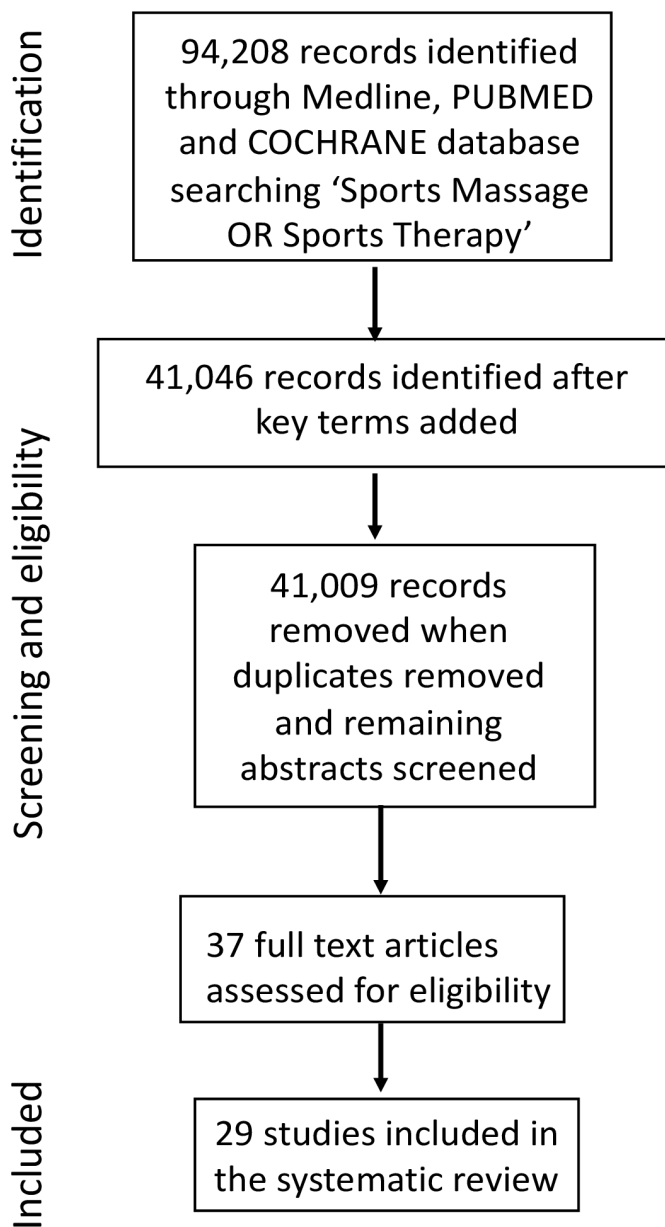 Identification
94,208 records identified
through Medline, PUBMED
and COCHRANE database
searching ‘Sports Massage
OR Sports Therapy’
Screening and eligibility
41,046 records identified after
key terms added
41,009 records
removed when
duplicates removed
and remaining
abstracts screened
37 full text articles
assessed for eligibility
Included
29 studies included in
the systematic review